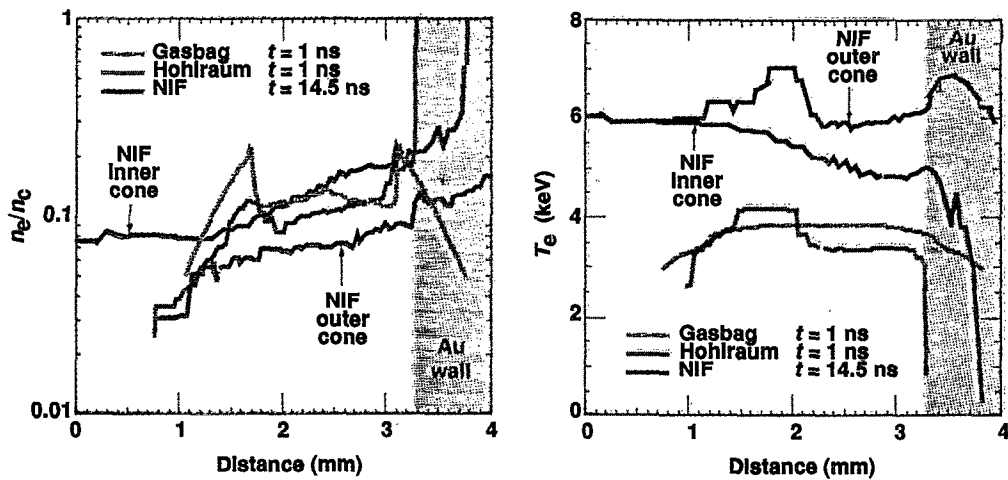 1
Gasbag t = 1 ns
Hohlraum t = 1 ns
NIF t = 14.5 ns
NIF
Inner
cone
n_e/n_c
0.1
NIF
outer
cone
Au
wall
0.01
0 1 2 3 4
Distance (mm)
8
NIF
outer
cone
Au
wall
6
NIF
Inner
cone
T_e (keV)
4
2
Gasbag t = 1 ns
Hohlraum t = 1 ns
NIF t = 14.5 ns
0
0 1 2 3 4
Distance (mm)